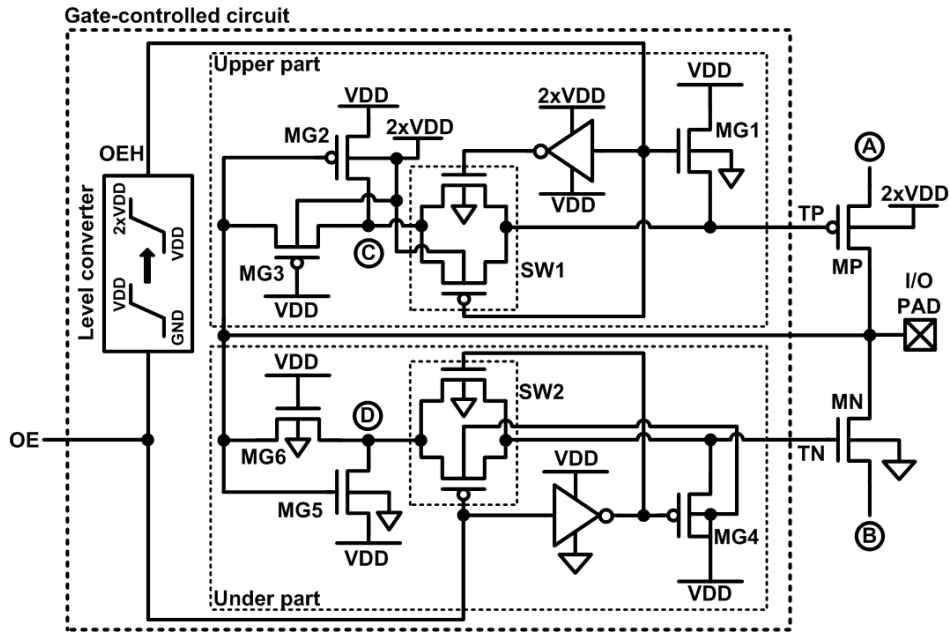 Gate-controlled circuit
Upper part
VDD
VDD
2xVDD
MG2
2xVDD
MG1
OEH
A
VDD
2xVDD
TP
C
MG3
SW1
MP
VDD
I/O
PAD
Level converter
2xVDD
VDD
VDD
GND
VDD
SW2
MN
D
OE
MG6
VDD
TN
MG5
MG4
B
VDD
VDD
Under part